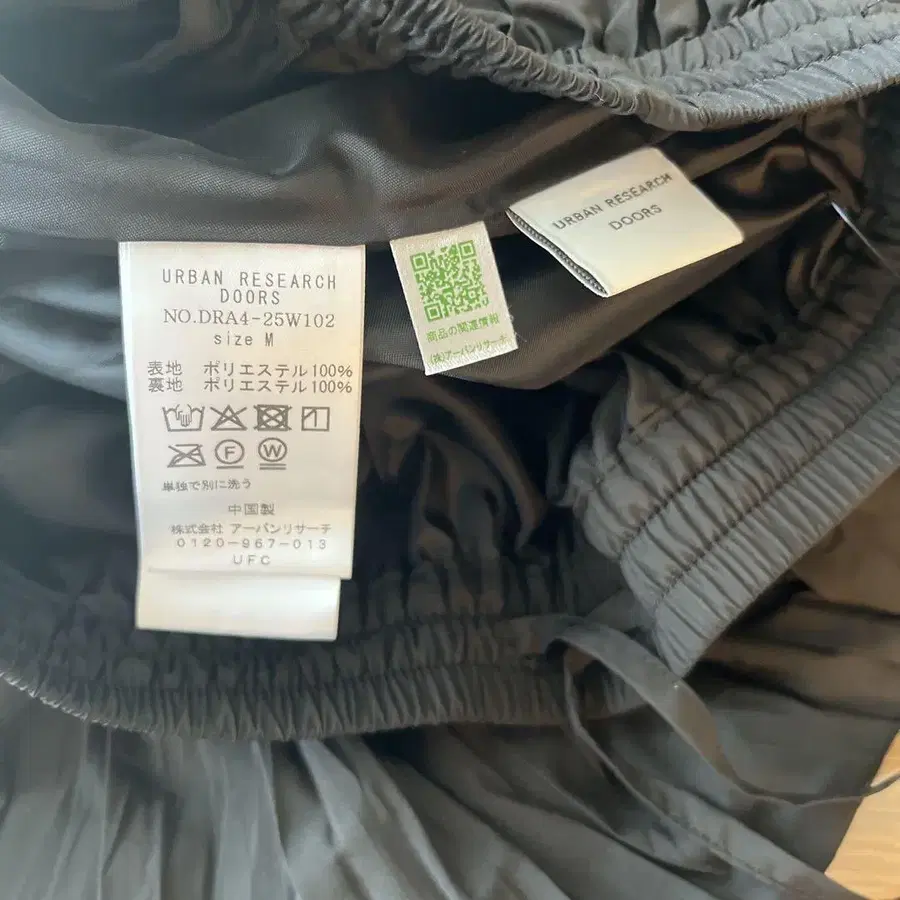 URBAN RESEARCH
DOORS
NO.DRA4-25W102
size M
表地 ポリエステル100%
裏地 ポリエステル100%
単独で別に洗う
中国製
株式会社 アーバンリサーチ
0120-967-013
UFC
商品の関連情報
(株)アーバンリサーチ
URBAN RESEARCH
DOORS